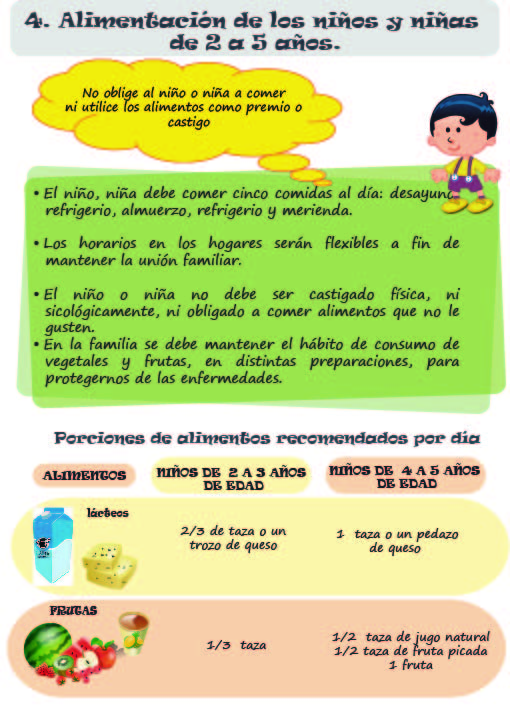 4. Alimentación de los niños y niñas
de 2 a 5 años.
No oblige al niño o niña a comer
ni utilice los alimentos como premio o
castigo
• El niño, niña debe comer cinco comidas al día: desayuno
refrigerio, almuerzo, refrigerio y merienda.
• Los horarios en los hogares serán flexibles a fin de
mantener la unión familiar.
• El niño o niña no debe ser castigado física, ni
sicológicamente, ni obligado a comer alimentos que no le
gusten.
• En la familia se debe mantener el hábito de consumo de
vegetales y frutas, en distintas preparaciones, para
protegernos de las enfermedades.
Porciones de alimentos recomendados por día
ALIMENTOS
NIÑOS DE 2 A 3 AÑOS
DE EDAD
NIÑOS DE 4 A 5 AÑOS
DE EDAD
lácteos
2/3 de taza o un
trozo de queso
1 taza o un pedazo
de queso
FRUTAS
1/3 taza
1/2 taza de jugo natural
1/2 taza de fruta picada
1 fruta